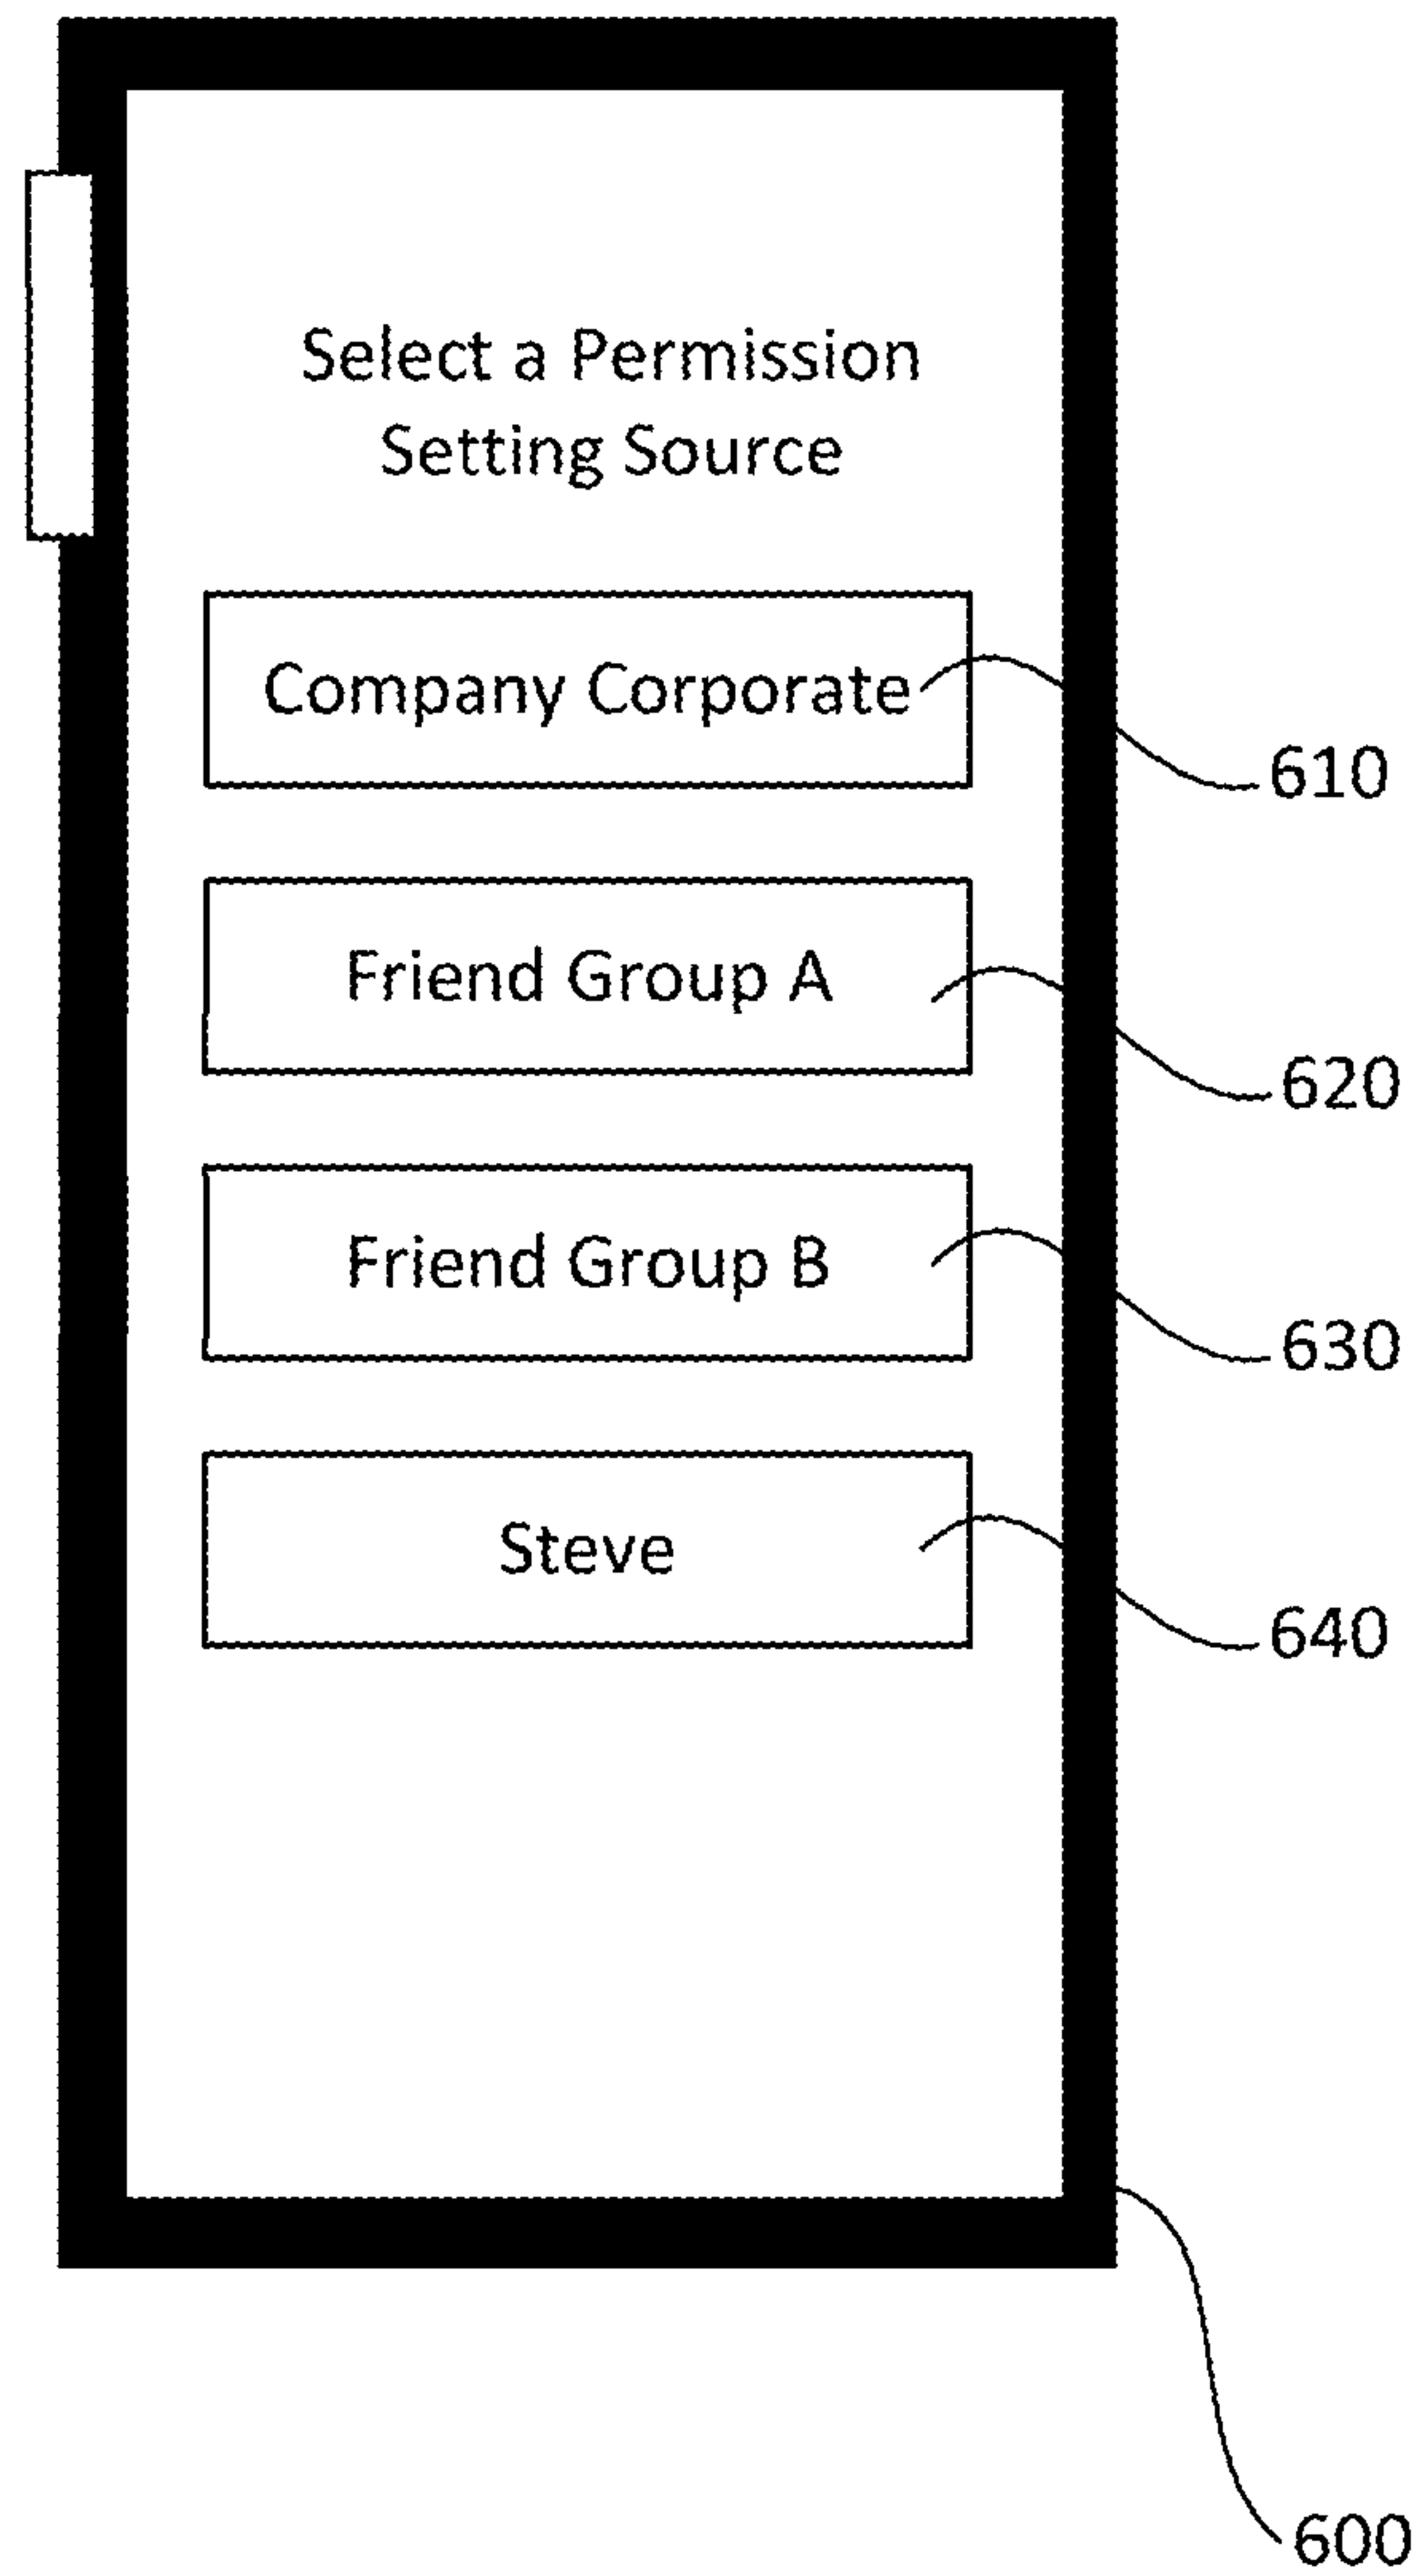 Select a Permission
Setting Source
Company Corporate
610
Friend Group A
620
Friend Group B
630
Steve
640
600